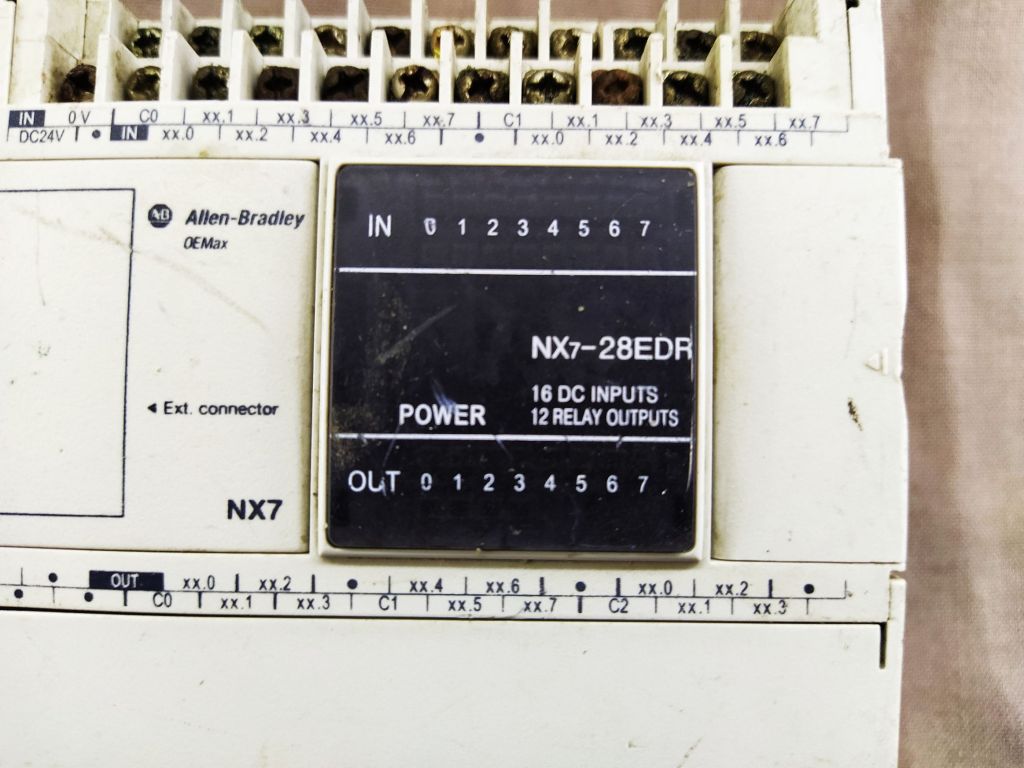 IN 0 V C0 xx.1 xx.3 xx.5 xx.7 C1 xx.1 xx.3 xx.5 xx.7
DC24V IN xx.0 xx.2 xx.4 xx.6 xx.0 xx.2 xx.4 xx.6
AB Allen-Bradley
OEMax
Ext. connector
NX7
IN 0 1 2 3 4 5 6 7
NX7-28EDR
16 DC INPUTS
POWER 12 RELAY OUTPUTS
OUT 0 1 2 3 4 5 6 7
OUT xx.0 xx.2 xx.4 xx.6 xx.0 xx.2
C0 xx.1 xx.3 C1 xx.5 xx.7 C2 xx.1 xx.3